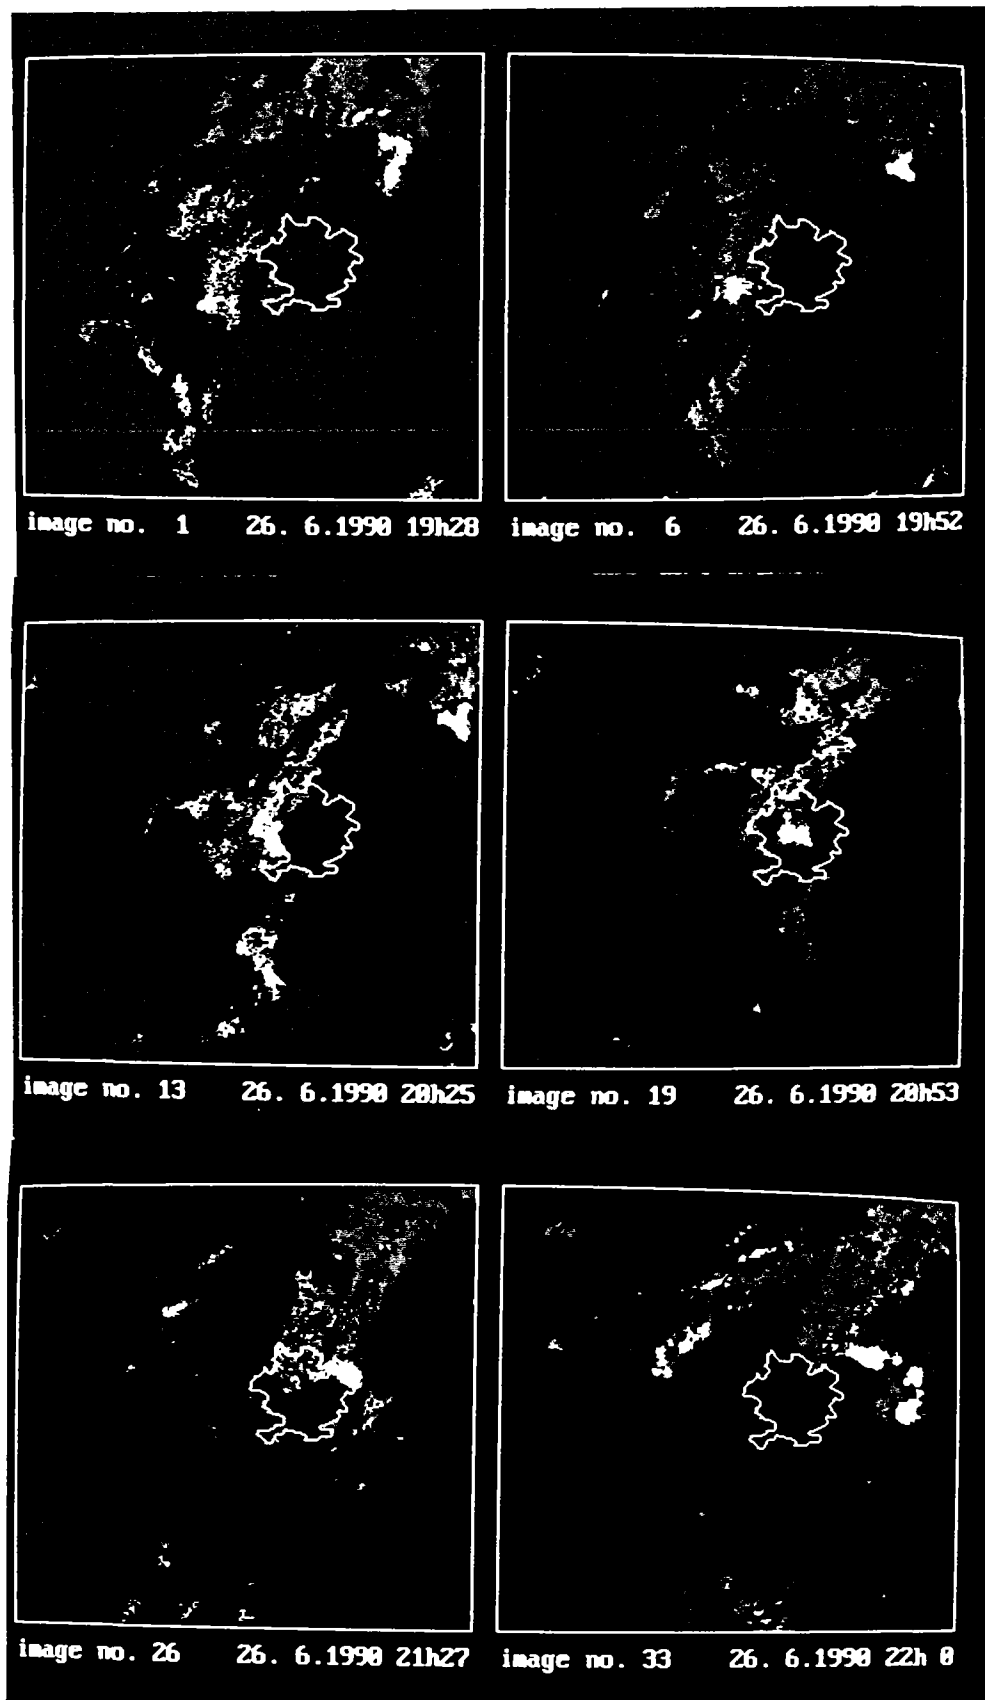 image no. 1 26. 6.1990 19h28
image no. 6 26. 6.1990 19h52
image no. 13 26. 6.1990 20h25
image no. 19 26. 6.1990 20h53
image no. 26 26. 6.1990 21h27
image no. 33 26. 6.1990 22h 0